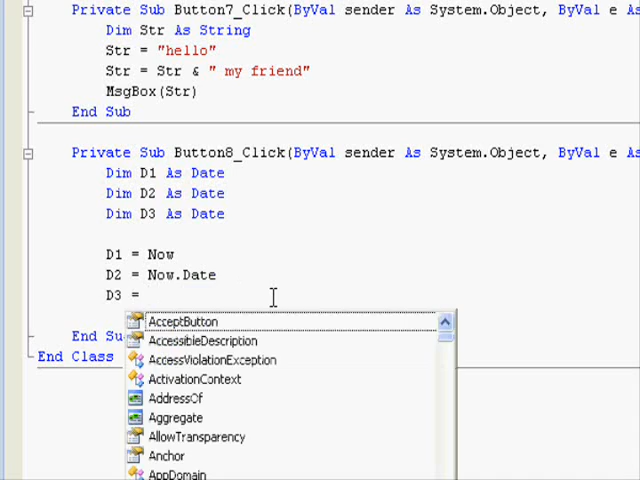 Private Sub Button7_Click(ByVal sender As System.Object, ByVal e As
Dim Str As String
Str = "hello"
Str = Str & " my friend"
MsgBox(Str)
End Sub
Private Sub Button8_Click(ByVal sender As System.Object, ByVal e As
Dim D1 As Date
Dim D2 As Date
Dim D3 As Date
D1 = Now
D2 = Now.Date
D3 =
End Su
End Class
AcceptButton
AccessibleDescription
AccessViolationException
ActivationContext
AddressOf
Aggregate
AllowTransparency
Anchor
AppDomain